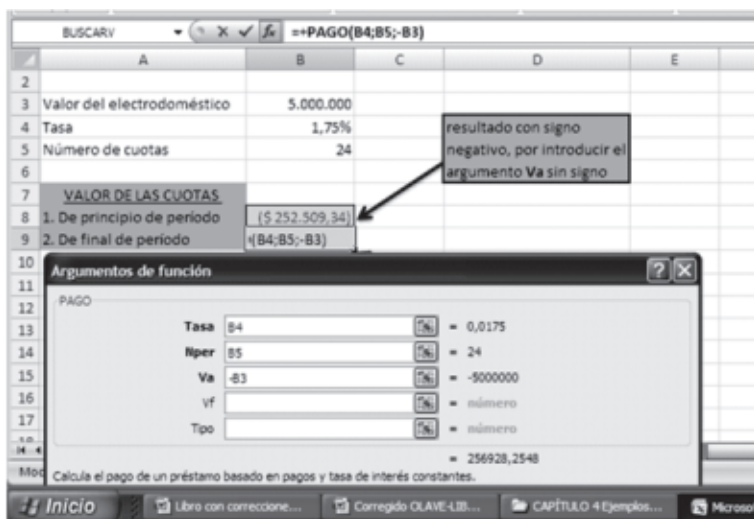 BUSCARV =+PAGO(B4;B5;-B3)
A B C D E
2
3 Valor del electrodoméstico 5.000.000
4 Tasa 1,75%
5 Número de cuotas 24
6
resultado con signo
negativo, por introducir el
argumento Va sin signo
7 VALOR DE LAS CUOTAS
8 1. De principio de período ($ 252.509,34)
9 2. De final de período (B4;B5;-B3)
10
11
12
13
14
15
16
17
Argumentos de función
PAGO
Tasa B4 = 0,0175
Nper B5 = 24
Va -B3 = -5000000
Vf = número
Tipo = número
= 256928,2548
Calcula el pago de un préstamo basado en pagos y tasa de interés constantes.
Inicio Libro con correccione... Corregido OLAVE-LIB... CAPÍTULO 4 Ejemplos...